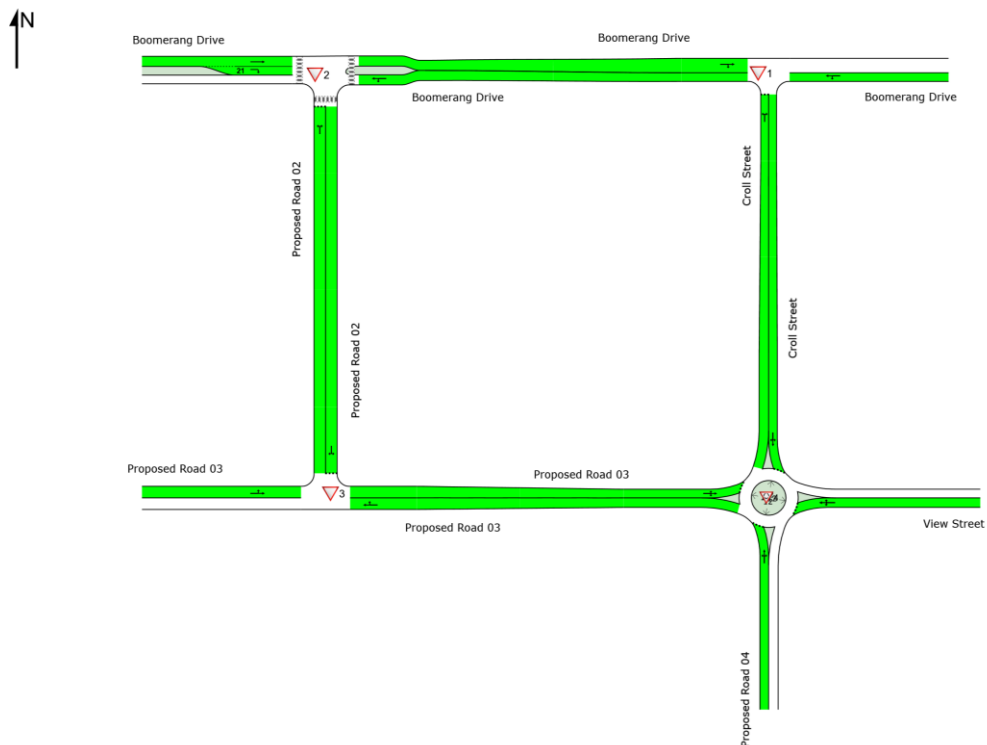 N
Boomerang Drive
Boomerang Drive
21
2
1
Boomerang Drive
Boomerang Drive
Proposed Road 02
Croll Street
Croll Street
Proposed Road 02
Proposed Road 03
Proposed Road 03
3
Proposed Road 03
View Street
Proposed Road 04